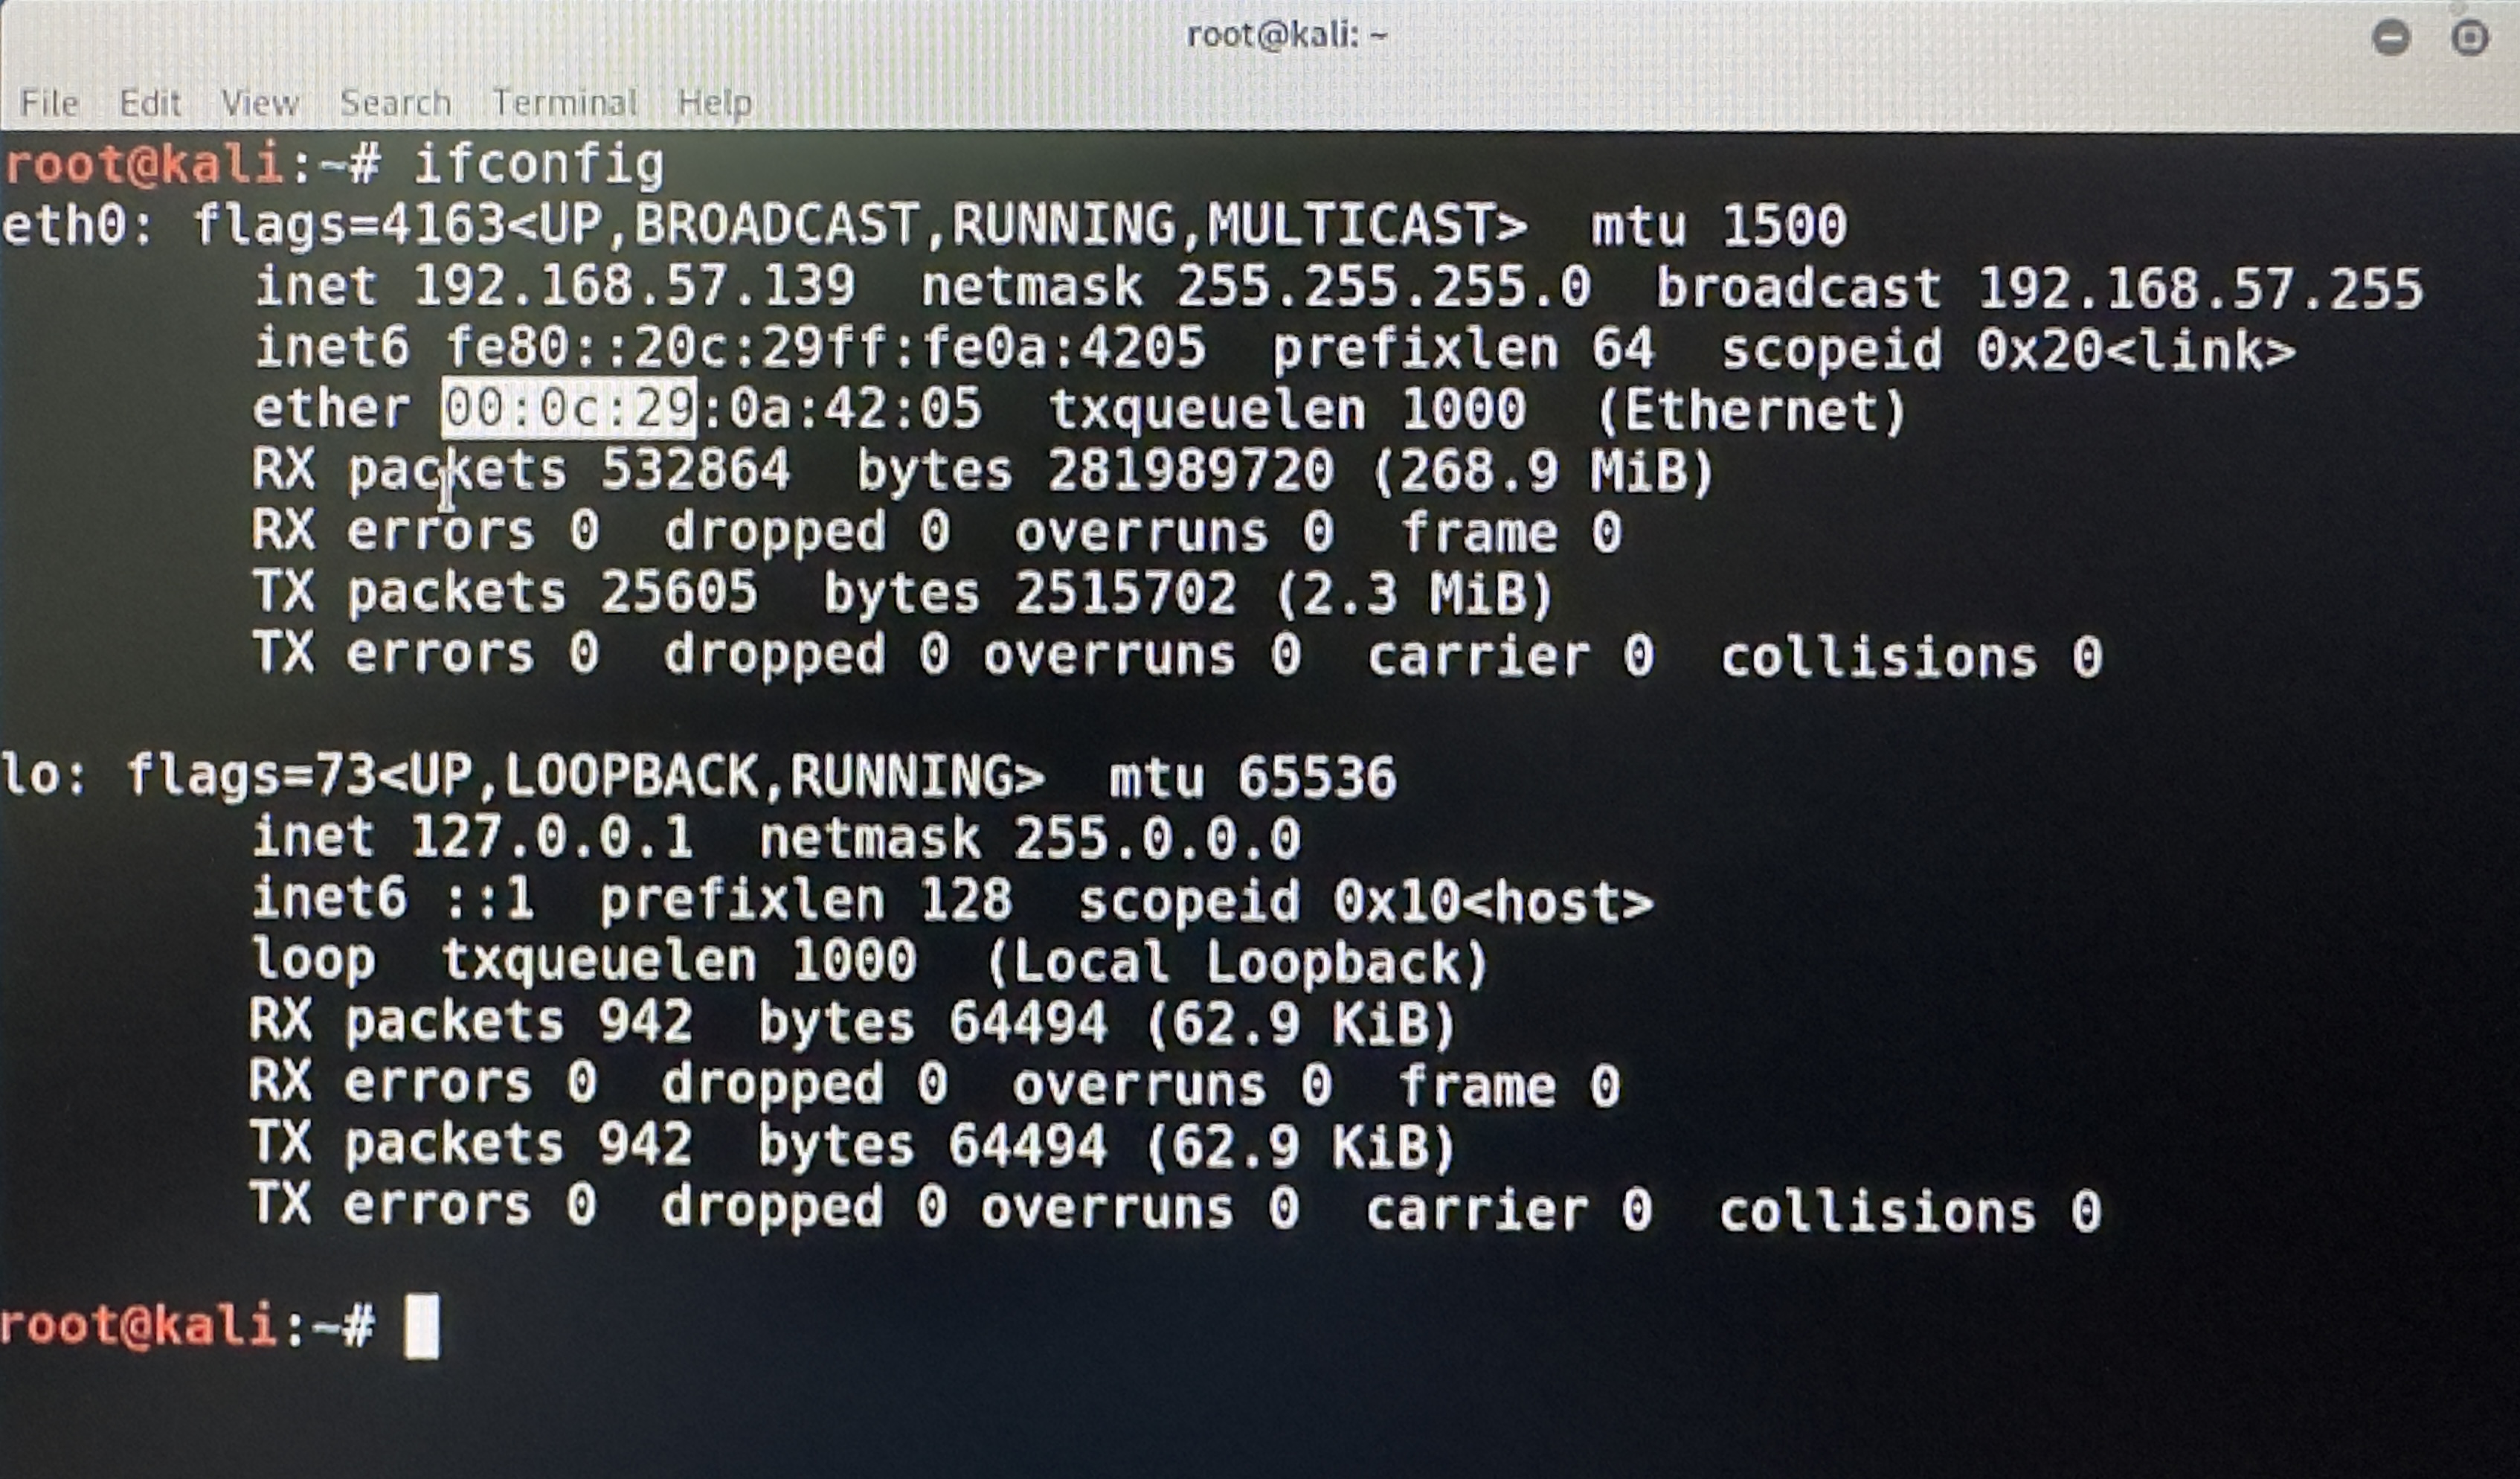 root@kali: ~
File Edit View Search Terminal Help
root@kali:~# ifconfig
eth0: flags=4163<UP,BROADCAST,RUNNING,MULTICAST>  mtu 1500
        inet 192.168.57.139  netmask 255.255.255.0  broadcast 192.168.57.255
        inet6 fe80::20c:29ff:fe0a:4205  prefixlen 64  scopeid 0x20<link>
        ether 00:0c:29:0a:42:05  txqueuelen 1000  (Ethernet)
        RX packets 532864  bytes 281989720 (268.9 MiB)
        RX errors 0  dropped 0  overruns 0  frame 0
        TX packets 25605  bytes 2515702 (2.3 MiB)
        TX errors 0  dropped 0 overruns 0  carrier 0  collisions 0

lo: flags=73<UP,LOOPBACK,RUNNING>  mtu 65536
        inet 127.0.0.1  netmask 255.0.0.0
        inet6 ::1  prefixlen 128  scopeid 0x10<host>
        loop  txqueuelen 1000  (Local Loopback)
        RX packets 942  bytes 64494 (62.9 KiB)
        RX errors 0  dropped 0  overruns 0  frame 0
        TX packets 942  bytes 64494 (62.9 KiB)
        TX errors 0  dropped 0 overruns 0  carrier 0  collisions 0

root@kali:~#